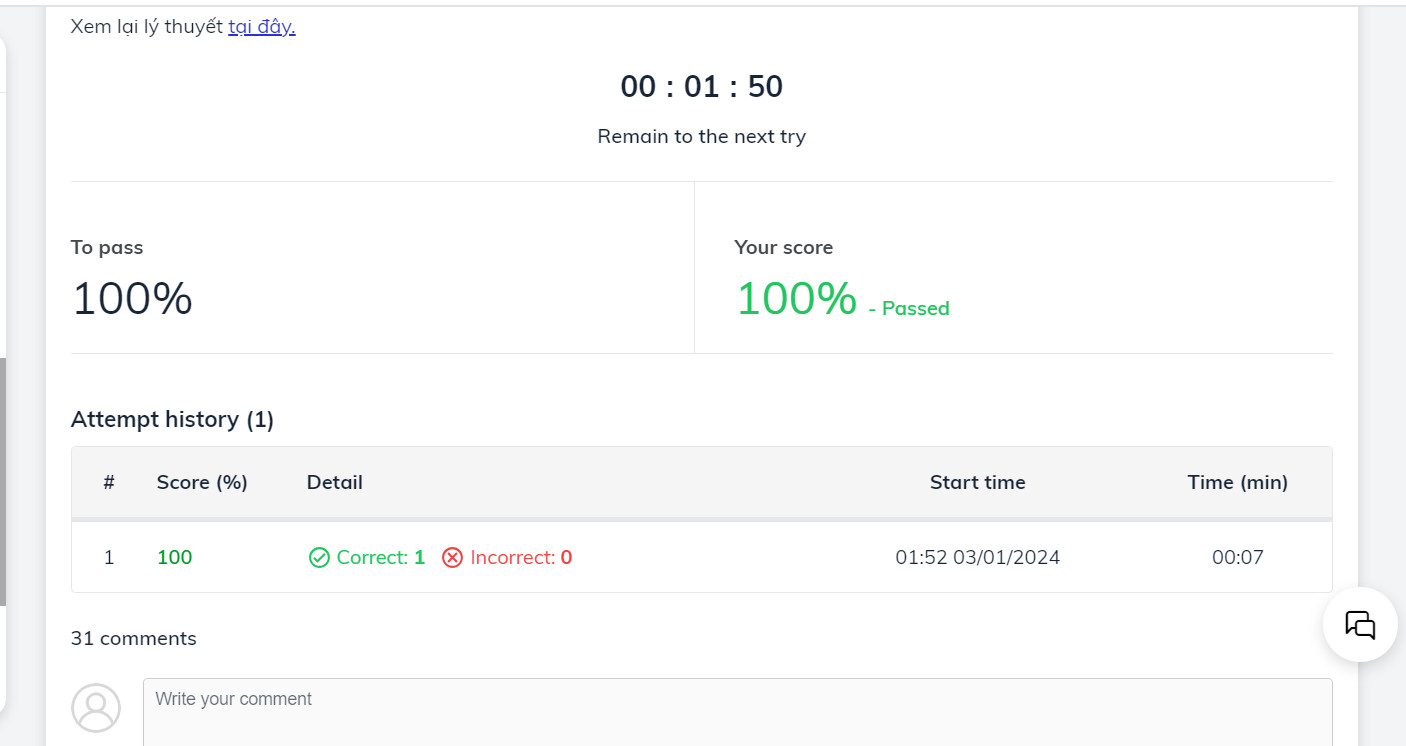 Xem lại lý thuyết tại đây.
00 : 01 : 50
Remain to the next try
To pass
100%
Your score
100% - Passed
Attempt history (1)
# Score (%) Detail Start time Time (min)
1 100 Correct: 1 Incorrect: 0 01:52 03/01/2024 00:07
31 comments
Write your comment